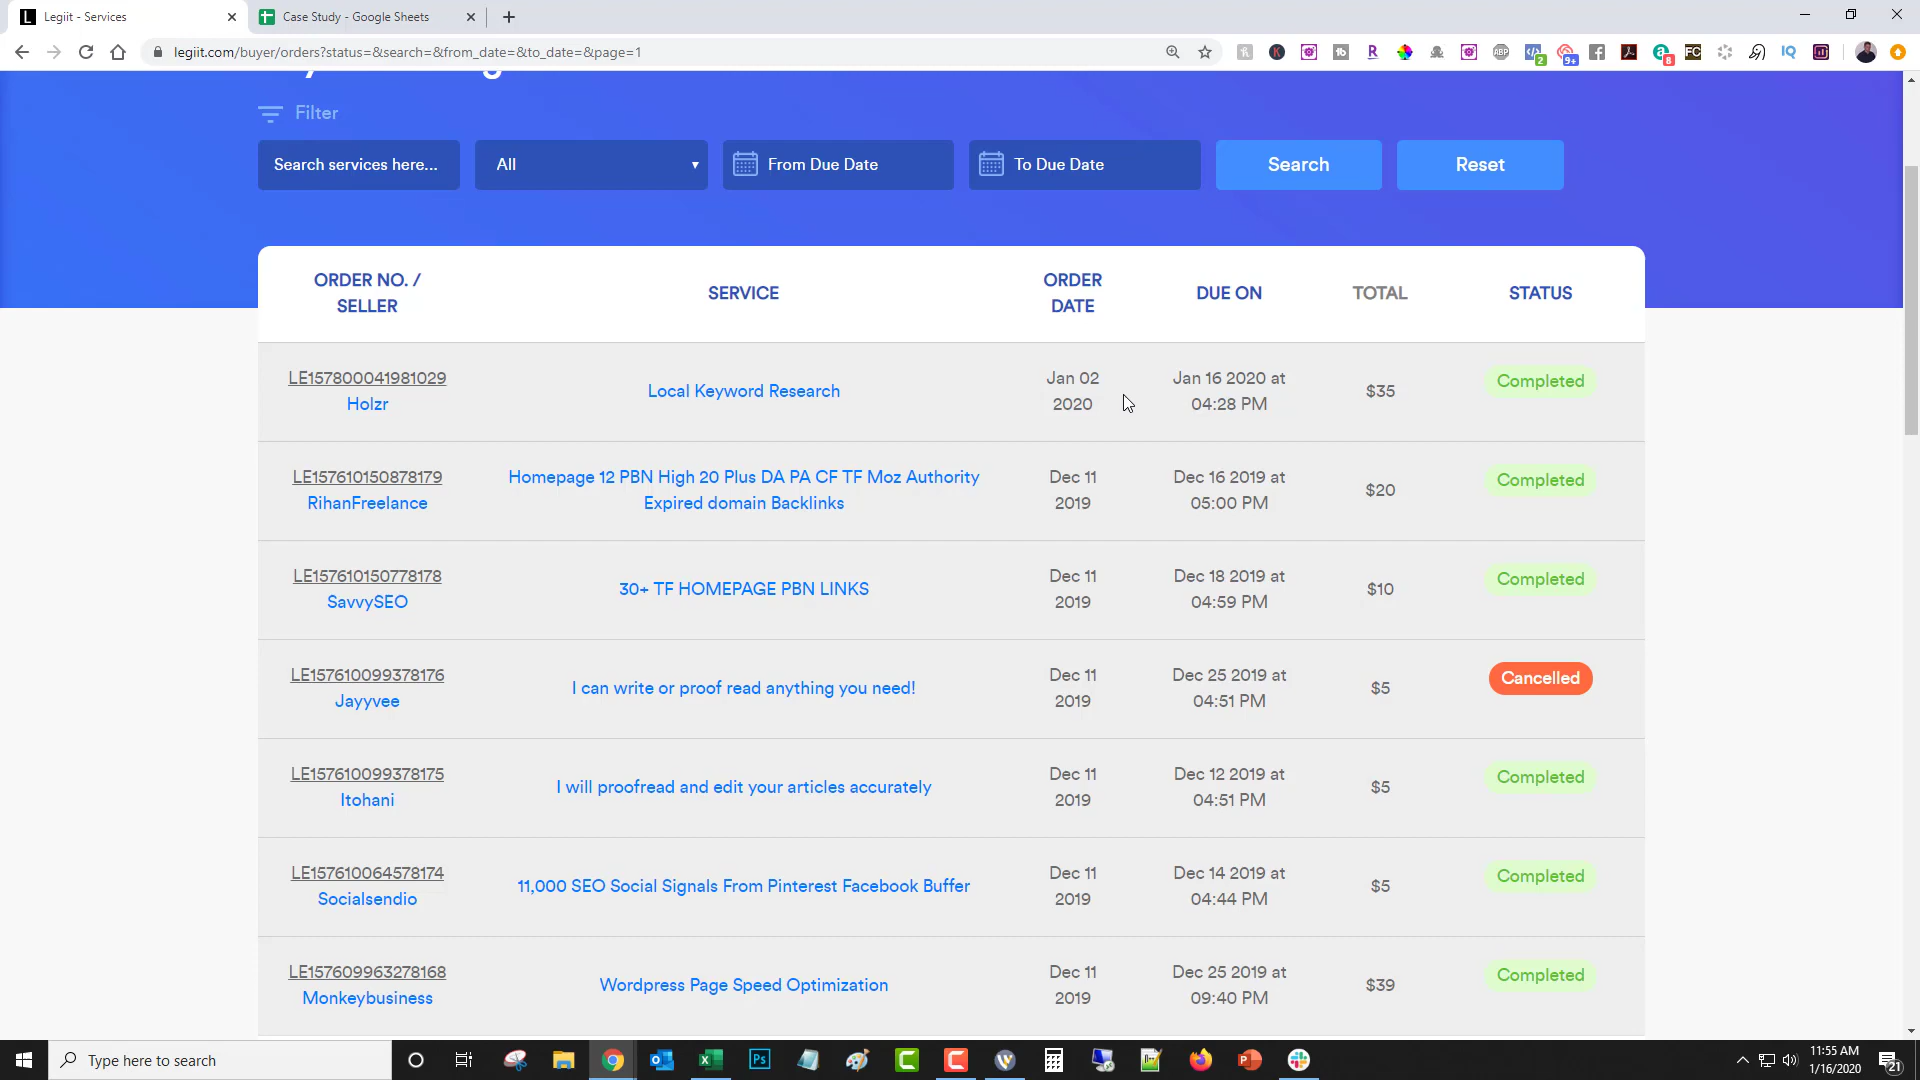 Legiit - Services
Case Study - Google Sheets
legiit.com/buyer/orders?status=&search=&from_date=&to_date=&page=1
Filter
Search services here...
All
From Due Date
To Due Date
Search
Reset
ORDER NO. /
SELLER
SERVICE
ORDER
DATE
DUE ON
TOTAL
STATUS
LE157800041981029
Holzr
Local Keyword Research
Jan 02
2020
Jan 16 2020 at
04:28 PM
$35
Completed
LE157610150878179
RihanFreelance
Homepage 12 PBN High 20 Plus DA PA CF TF Moz Authority
Expired domain Backlinks
Dec 11
2019
Dec 16 2019 at
05:00 PM
$20
Completed
LE157610150778178
SavvySEO
30+ TF HOMEPAGE PBN LINKS
Dec 11
2019
Dec 18 2019 at
04:59 PM
$10
Completed
LE157610099378176
Jayyvee
I can write or proof read anything you need!
Dec 11
2019
Dec 25 2019 at
04:51 PM
$5
Cancelled
LE157610099378175
Itohani
I will proofread and edit your articles accurately
Dec 11
2019
Dec 12 2019 at
04:51 PM
$5
Completed
LE157610064578174
Socialsendio
11,000 SEO Social Signals From Pinterest Facebook Buffer
Dec 11
2019
Dec 14 2019 at
04:44 PM
$5
Completed
LE157609963278168
Monkeybusiness
Wordpress Page Speed Optimization
Dec 11
2019
Dec 25 2019 at
09:40 PM
$39
Completed
Type here to search
11:55 AM
1/16/2020
21